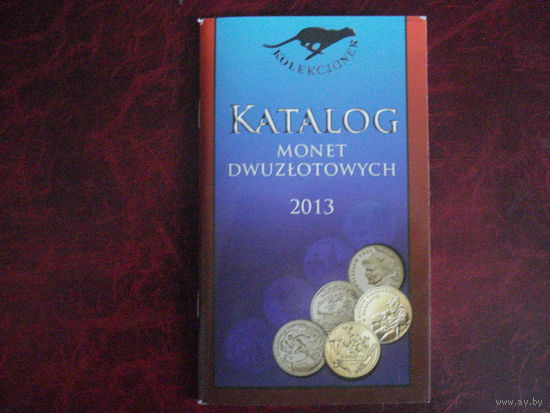 KOLEKCJONER
KATALOG
MONET
DWUZŁOTOWYCH
2013
© www.ay.by